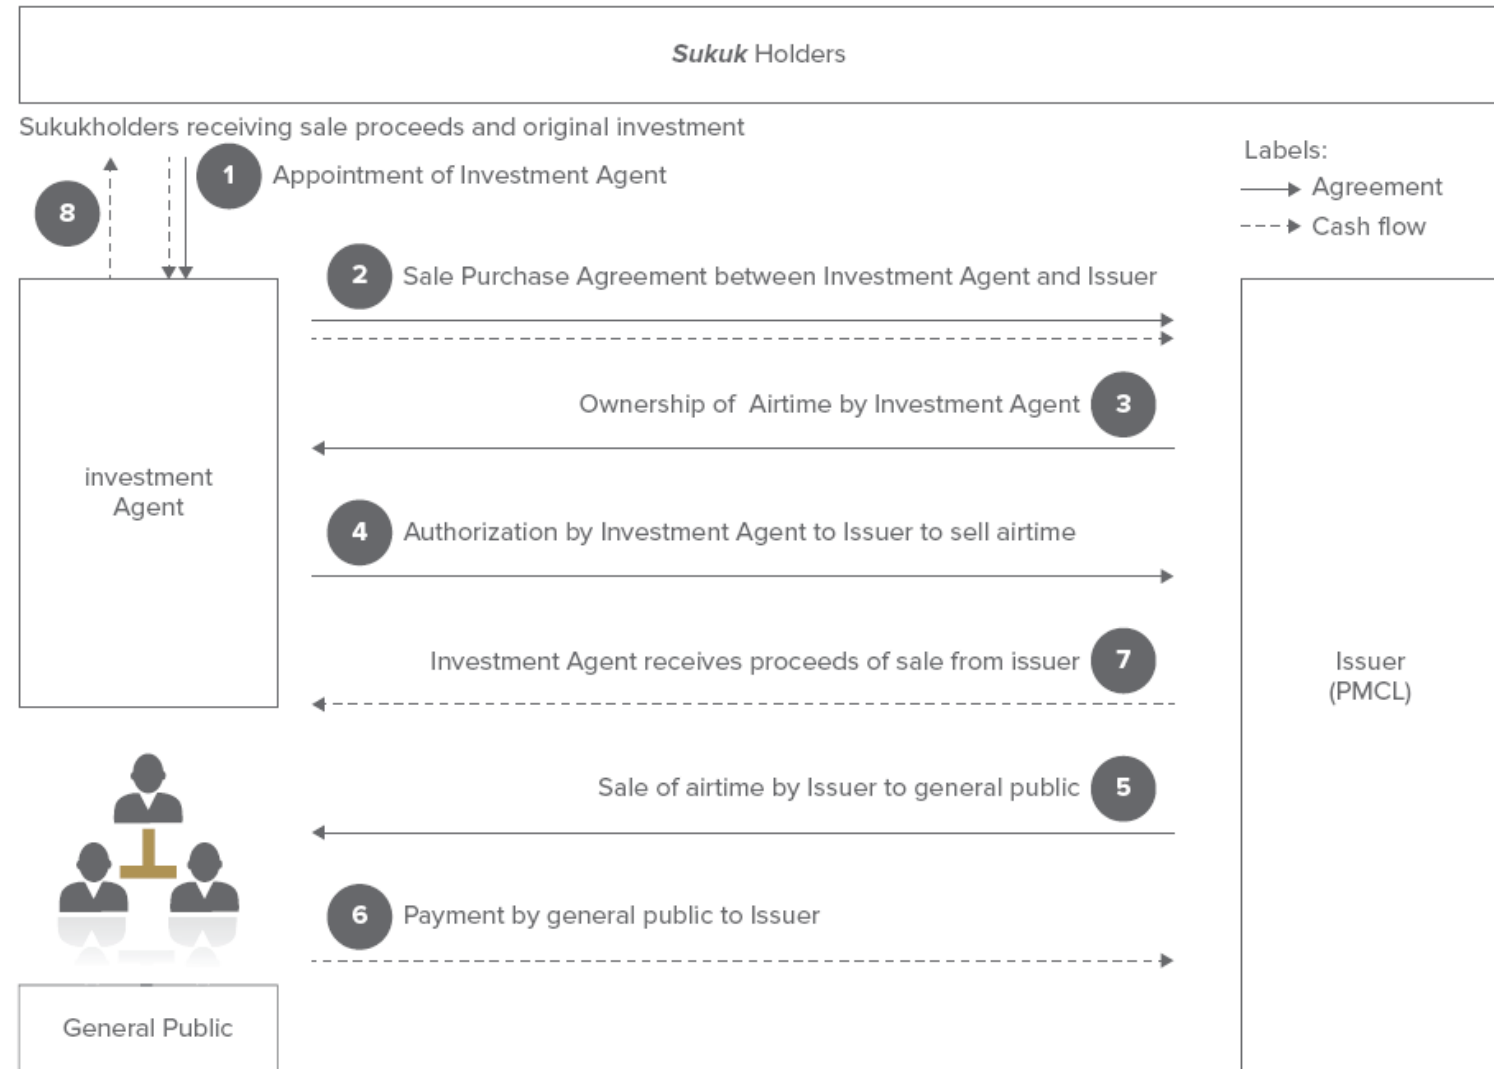 Sukuk Holders
Sukukholders receiving sale proceeds and original investment
Labels:
1 Appointment of Investment Agent
Agreement
8
Cash flow
2 Sale Purchase Agreement between Investment Agent and Issuer
Ownership of Airtime by Investment Agent 3
investment
Agent
4 Authorization by Investment Agent to Issuer to sell airtime
Investment Agent receives proceeds of sale from issuer 7
Issuer
(PMCL)
Sale of airtime by Issuer to general public 5
6 Payment by general public to Issuer
General Public